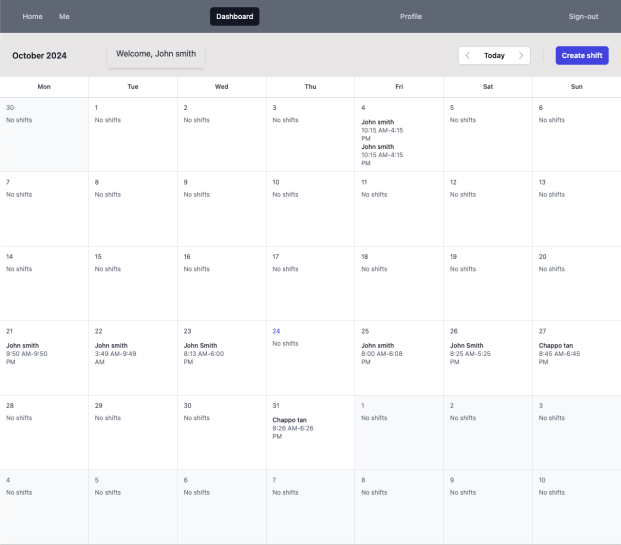 Home Me Dashboard Profile Sign-out
October 2024 Welcome, John smith Today Create shift
Mon Tue Wed Thu Fri Sat Sun
30 1 2 3 4 5 6
No shifts No shifts No shifts No shifts John smith No shifts No shifts
10:15 AM-4:15
PM
John smith
10:15 AM-4:15
PM
7 8 9 10 11 12 13
No shifts No shifts No shifts No shifts No shifts No shifts No shifts
14 15 16 17 18 19 20
No shifts No shifts No shifts No shifts No shifts No shifts No shifts
21 22 23 24 25 26 27
John smith John smith John Smith No shifts John smith John Smith Chappo tan
9:50 AM-9:50 3:49 AM-9:49 8:13 AM-6:00 8:00 AM-6:08 8:25 AM-5:25 8:45 AM-6:45
PM AM PM PM PM PM
28 29 30 31 1 2 3
No shifts No shifts No shifts Chappo tan No shifts No shifts No shifts
8:26 AM-6:26
PM
4 5 6 7 8 9 10
No shifts No shifts No shifts No shifts No shifts No shifts No shifts